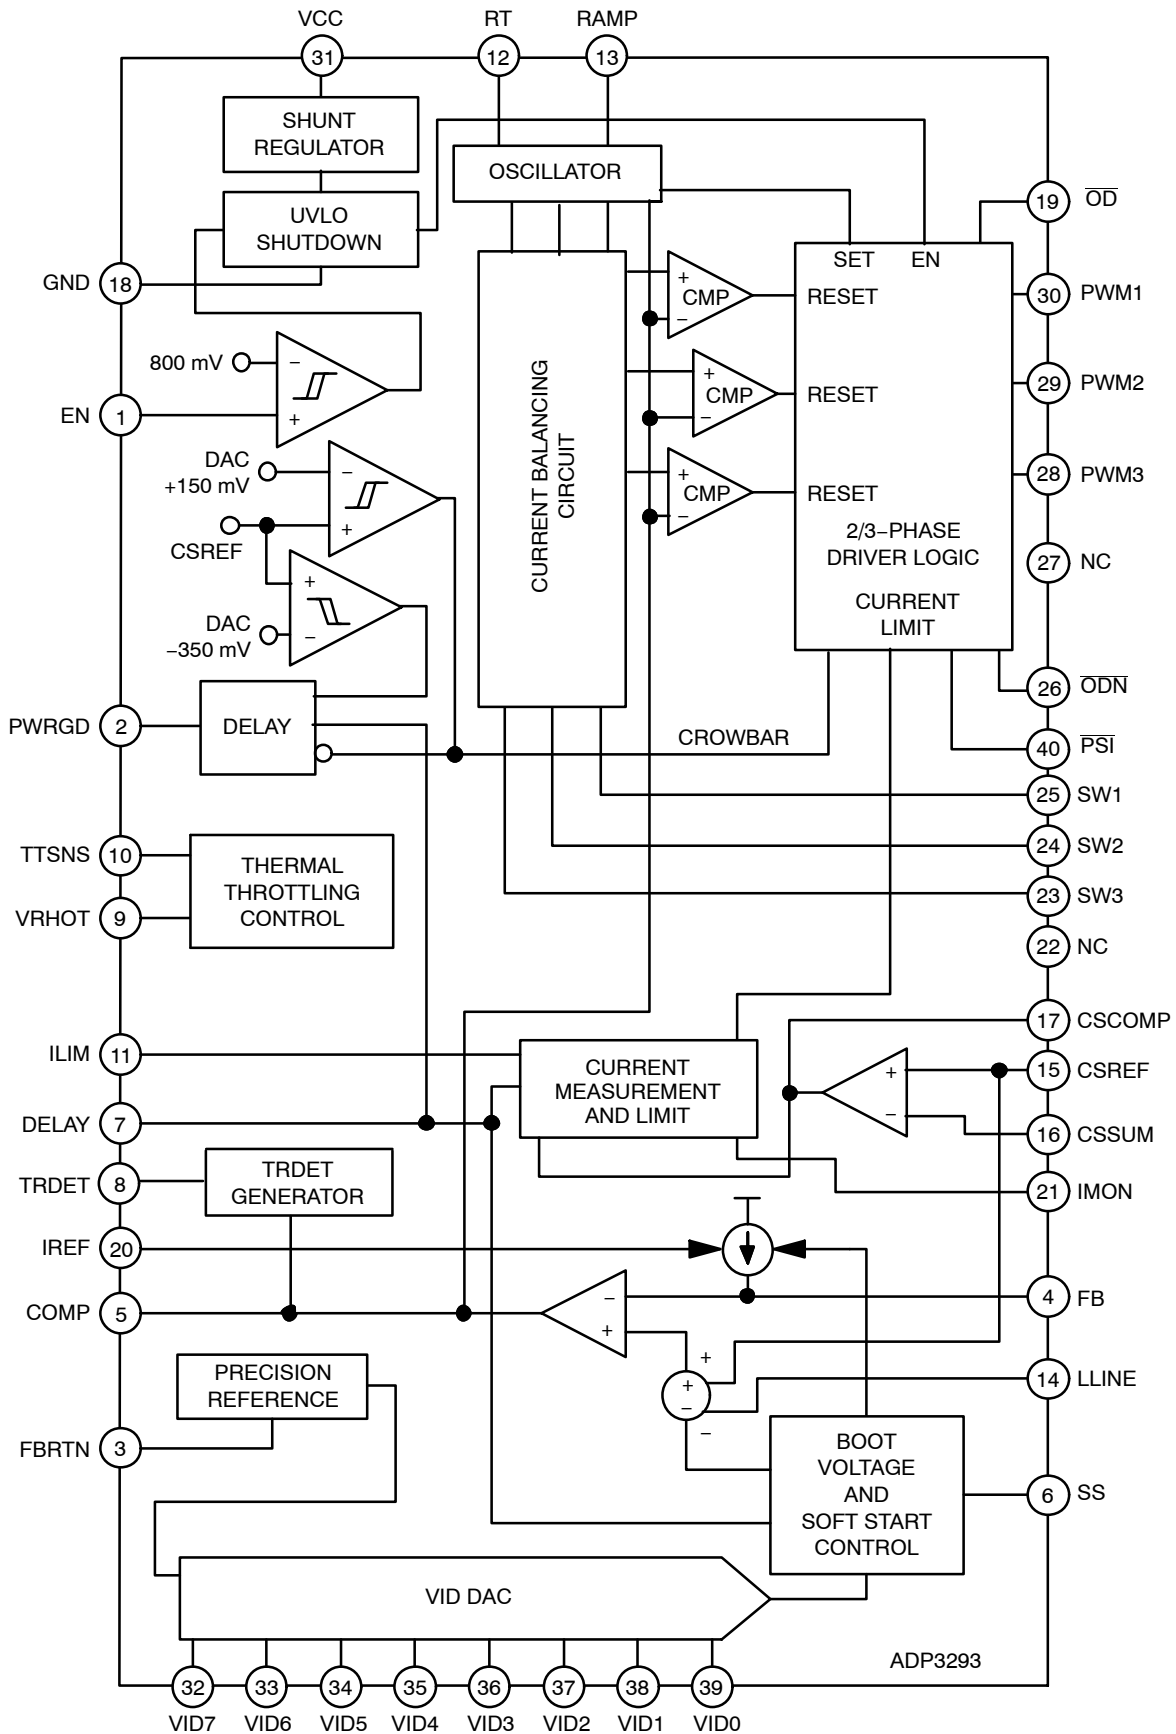 VCC
RT
RAMP
31
12
13
SHUNT
REGULATOR
OSCILLATOR
UVLO
SHUTDOWN
19
OD
SET
EN
GND
18
+
CMP
−
RESET
30
PWM1
800 mV
−
+
EN
1
+
CMP
−
RESET
29
PWM2
DAC
+150 mV
−
+
CSREF
CURRENT BALANCING
CIRCUIT
+
CMP
−
RESET
28
PWM3
2/3−PHASE
DRIVER LOGIC
27
NC
+
−
DAC
−350 mV
CURRENT
LIMIT
26
ODN
PWRGD
2
DELAY
CROWBAR
40
PSI
25
SW1
TTSNS
10
THERMAL
THROTTLING
CONTROL
24
SW2
VRHOT
9
23
SW3
22
NC
17
CSCOMP
ILIM
11
CURRENT
MEASUREMENT
AND LIMIT
+
−
15
CSREF
DELAY
7
16
CSSUM
TRDET
8
TRDET
GENERATOR
21
IMON
IREF
20
COMP
5
−
+
4
FB
PRECISION
REFERENCE
+
+
−
−
14
LLINE
FBRTN
3
BOOT
VOLTAGE
AND
SOFT START
CONTROL
6
SS
VID DAC
ADP3293
32
33
34
35
36
37
38
39
VID7
VID6
VID5
VID4
VID3
VID2
VID1
VID0